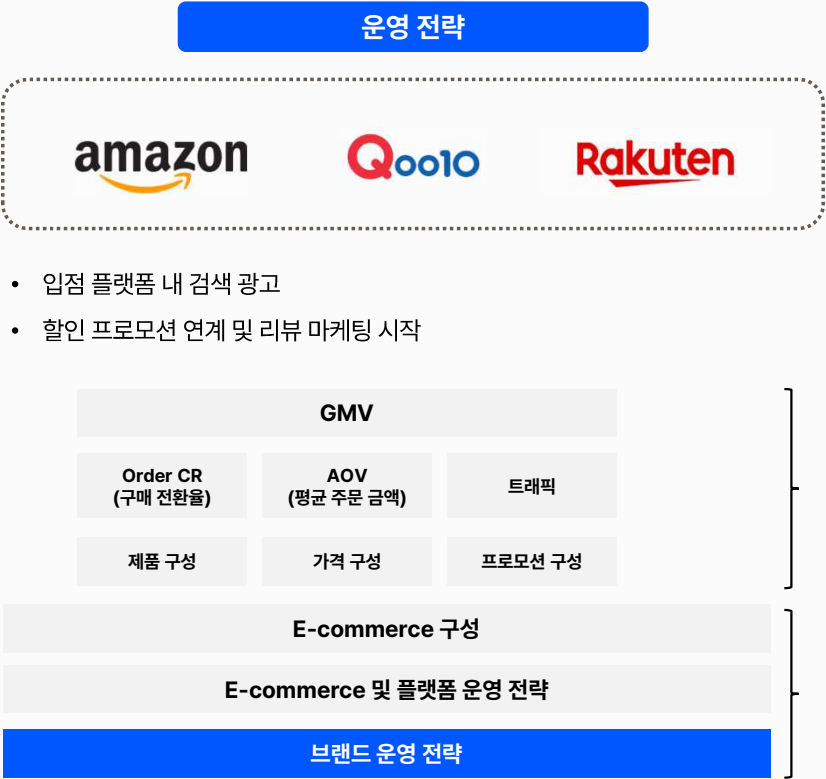 운영 전략
amazon
Qoo10
Rakuten
• 입점 플랫폼 내 검색 광고
• 할인 프로모션 연계 및 리뷰 마케팅 시작
GMV
Order CR
(구매 전환율)
AOV
(평균 주문 금액)
트래픽
제품 구성
가격 구성
프로모션 구성
E-commerce 구성
E-commerce 및 플랫폼 운영 전략
브랜드 운영 전략